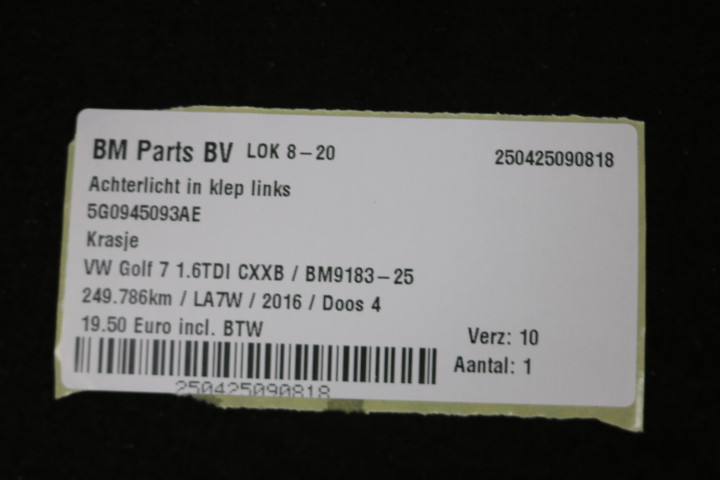 BM Parts BV LOK 8-20 250425090818
Achterlicht in klep links
5G0945093AE
Krasje
VW Golf 7 1.6TDI CXXB / BM9183-25
249.786km / LA7W / 2016 / Doos 4
19.50 Euro incl. BTW Verz: 10
Aantal: 1
250425090818